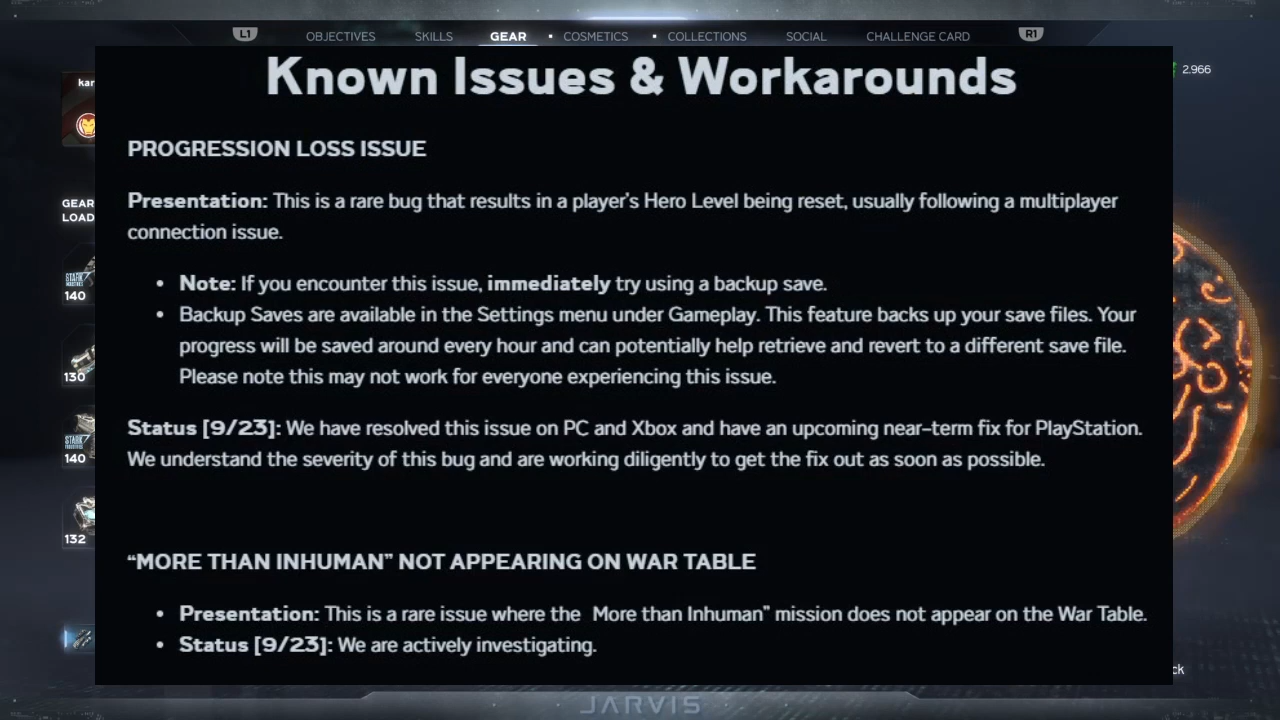 L1 OBJECTIVES SKILLS GEAR COSMETICS COLLECTIONS SOCIAL CHALLENGE CARD R1
Known Issues & Workarounds
2.966
kar
PROGRESSION LOSS ISSUE
Presentation: This is a rare bug that results in a player's Hero Level being reset, usually following a multiplayer
connection issue.
GEAR
LOAD
• Note: If you encounter this issue, immediately try using a backup save.
• Backup Saves are available in the Settings menu under Gameplay. This feature backs up your save files. Your
progress will be saved around every hour and can potentially help retrieve and revert to a different save file.
Please note this may not work for everyone experiencing this issue.
STARK
140
130
Status [9/23]: We have resolved this issue on PC and Xbox and have an upcoming near-term fix for PlayStation.
We understand the severity of this bug and are working diligently to get the fix out as soon as possible.
STARK
140
132
“MORE THAN INHUMAN” NOT APPEARING ON WAR TABLE
• Presentation: This is a rare issue where the  More than Inhuman” mission does not appear on the War Table.
• Status [9/23]: We are actively investigating.
ck
JARVIS